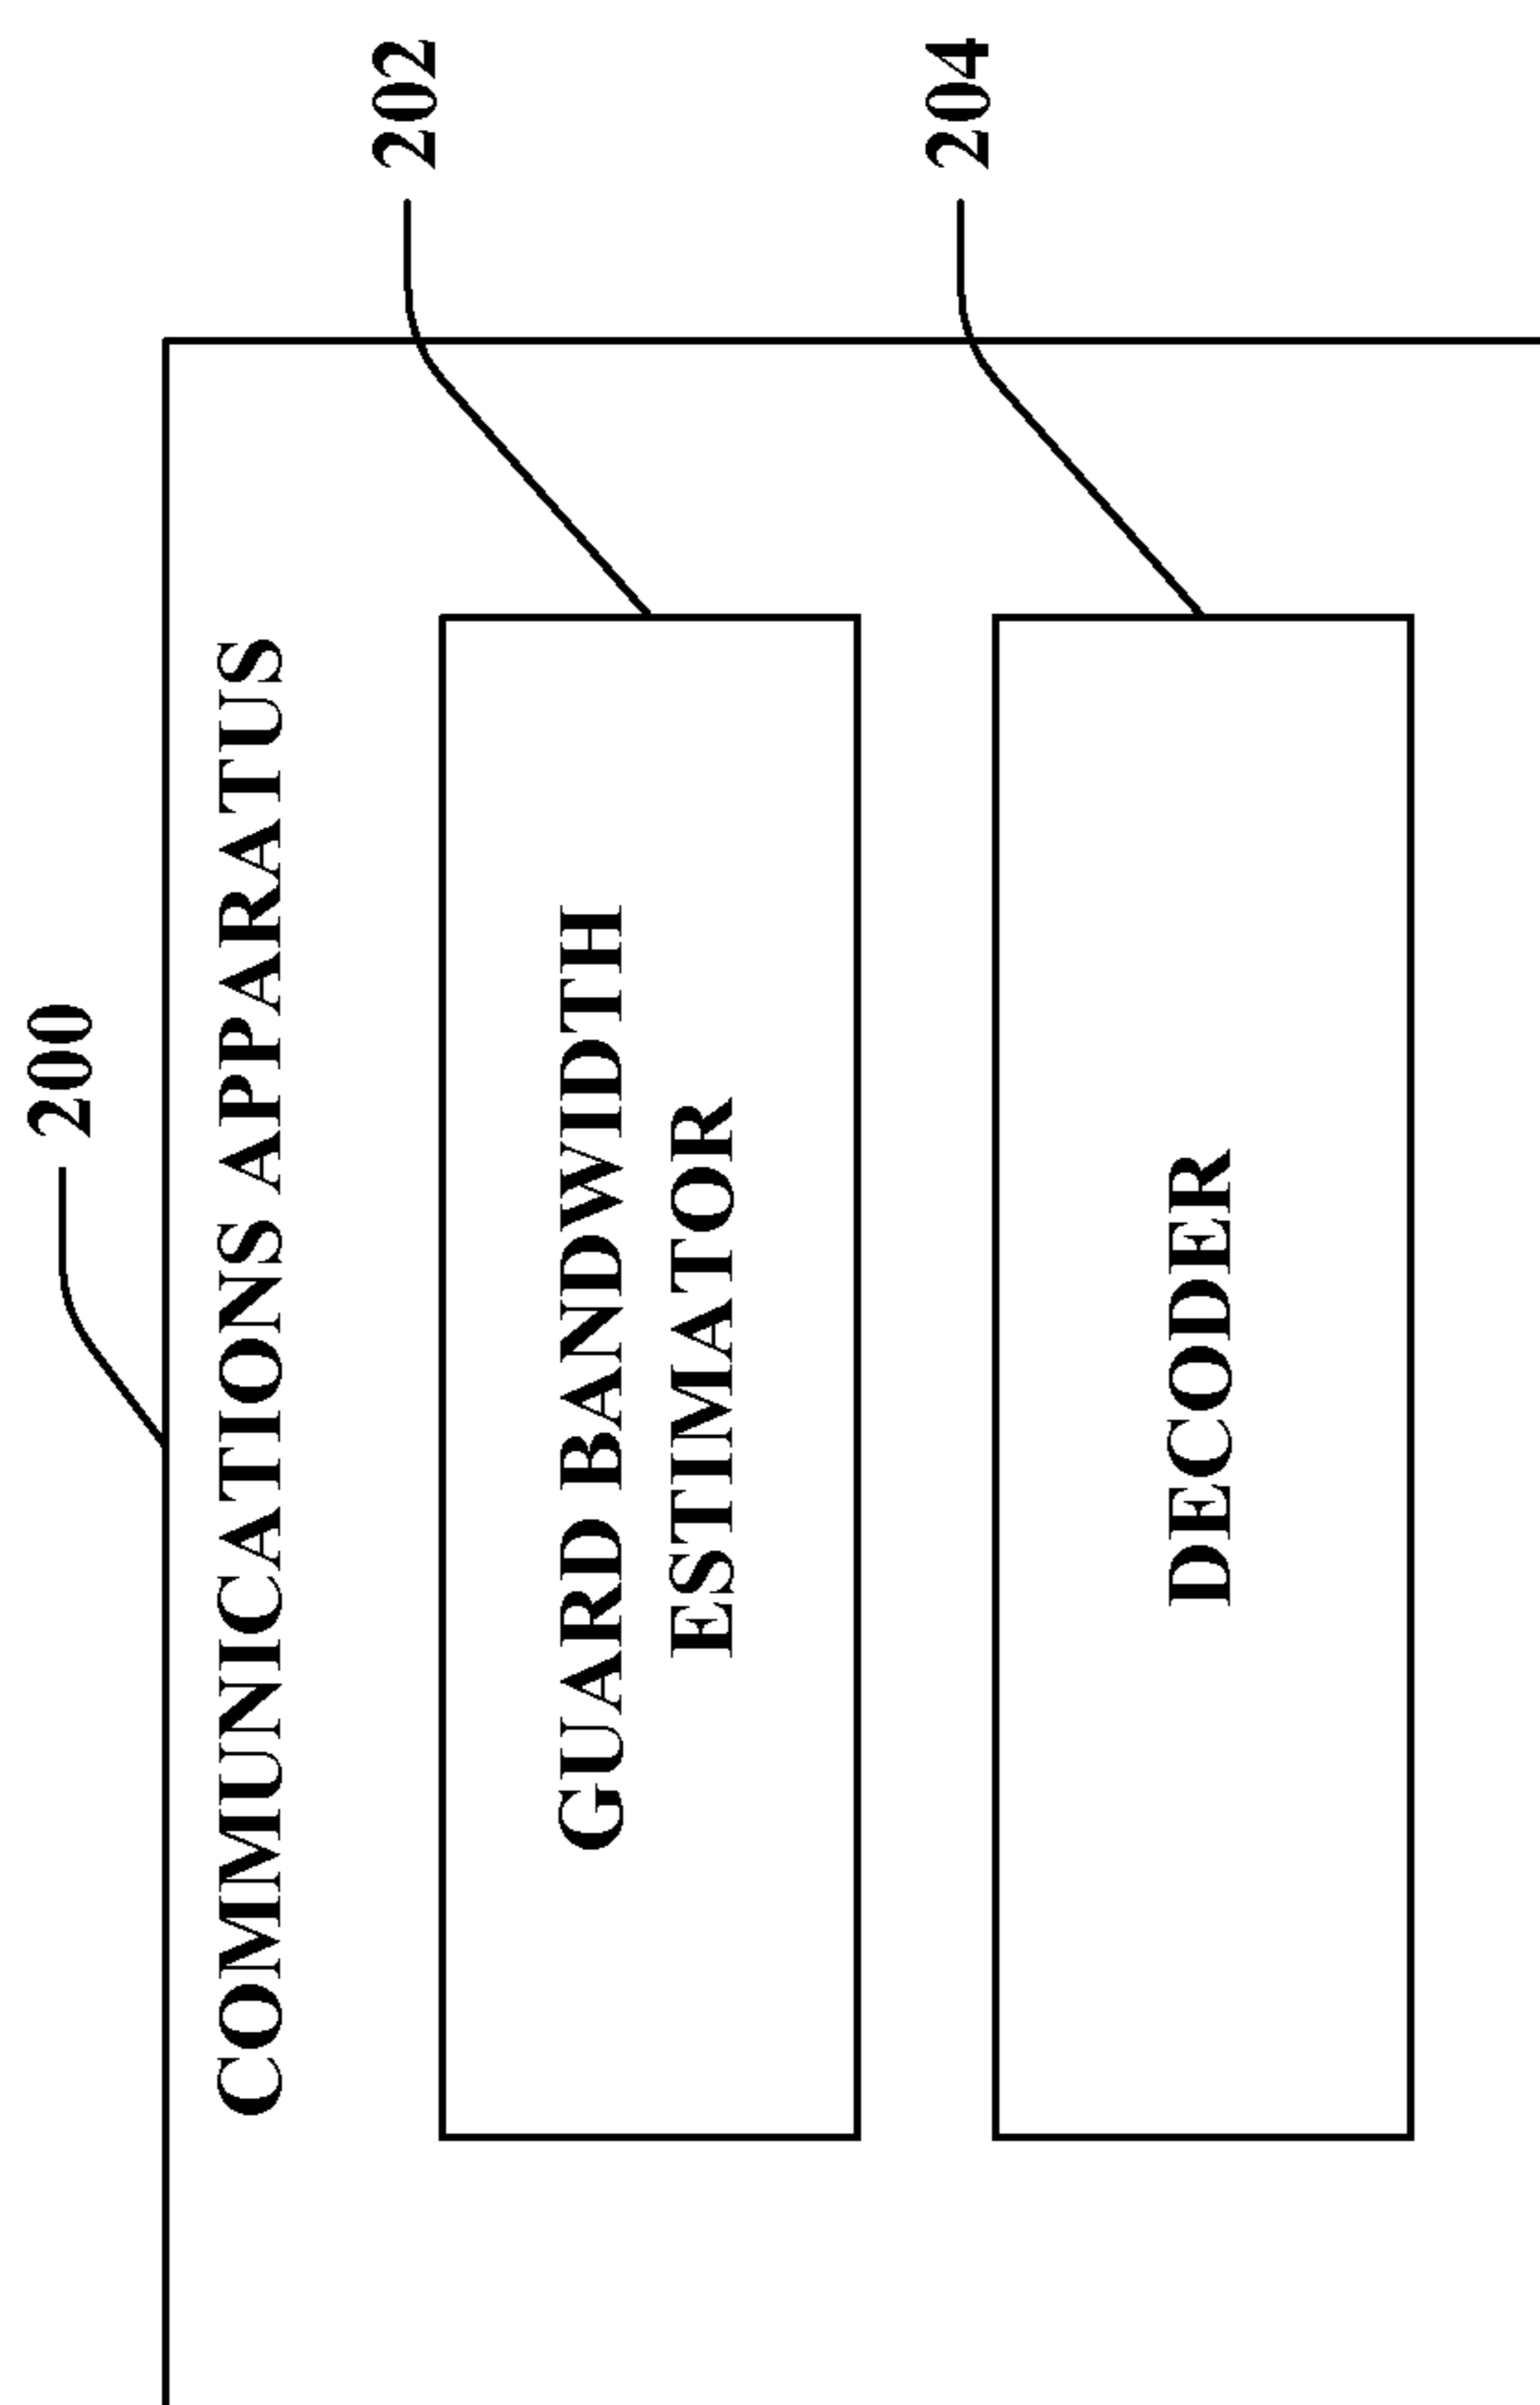 200
COMMUNICATIONS APPARATUS
202
GUARD BANDWIDTH
ESTIMATOR
204
DECODER